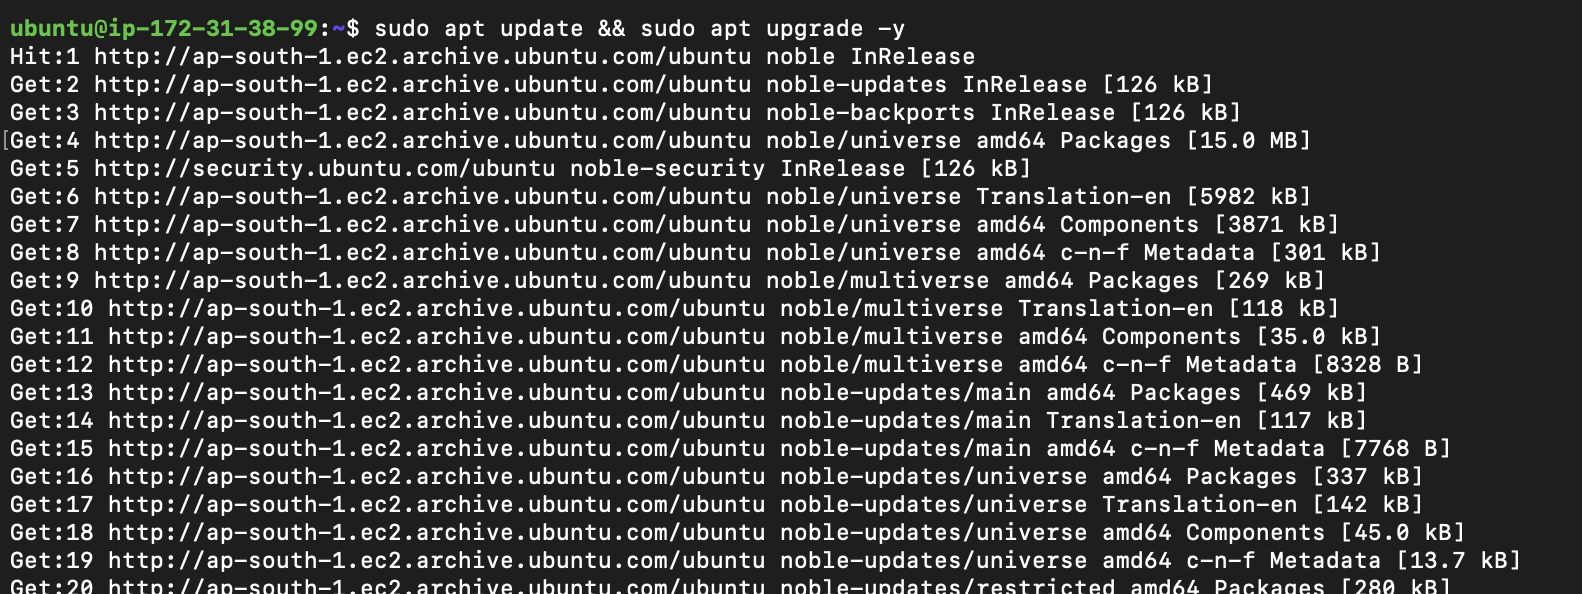 ubuntu@ip-172-31-38-99:~$ sudo apt update && sudo apt upgrade -y
Hit:1 http://ap-south-1.ec2.archive.ubuntu.com/ubuntu noble InRelease
Get:2 http://ap-south-1.ec2.archive.ubuntu.com/ubuntu noble-updates InRelease [126 kB]
Get:3 http://ap-south-1.ec2.archive.ubuntu.com/ubuntu noble-backports InRelease [126 kB]
[Get:4 http://ap-south-1.ec2.archive.ubuntu.com/ubuntu noble/universe amd64 Packages [15.0 MB]
Get:5 http://security.ubuntu.com/ubuntu noble-security InRelease [126 kB]
Get:6 http://ap-south-1.ec2.archive.ubuntu.com/ubuntu noble/universe Translation-en [5982 kB]
Get:7 http://ap-south-1.ec2.archive.ubuntu.com/ubuntu noble/universe amd64 Components [3871 kB]
Get:8 http://ap-south-1.ec2.archive.ubuntu.com/ubuntu noble/universe amd64 c-n-f Metadata [301 kB]
Get:9 http://ap-south-1.ec2.archive.ubuntu.com/ubuntu noble/multiverse amd64 Packages [269 kB]
Get:10 http://ap-south-1.ec2.archive.ubuntu.com/ubuntu noble/multiverse Translation-en [118 kB]
Get:11 http://ap-south-1.ec2.archive.ubuntu.com/ubuntu noble/multiverse amd64 Components [35.0 kB]
Get:12 http://ap-south-1.ec2.archive.ubuntu.com/ubuntu noble/multiverse amd64 c-n-f Metadata [8328 B]
Get:13 http://ap-south-1.ec2.archive.ubuntu.com/ubuntu noble-updates/main amd64 Packages [469 kB]
Get:14 http://ap-south-1.ec2.archive.ubuntu.com/ubuntu noble-updates/main Translation-en [117 kB]
Get:15 http://ap-south-1.ec2.archive.ubuntu.com/ubuntu noble-updates/main amd64 c-n-f Metadata [7768 B]
Get:16 http://ap-south-1.ec2.archive.ubuntu.com/ubuntu noble-updates/universe amd64 Packages [337 kB]
Get:17 http://ap-south-1.ec2.archive.ubuntu.com/ubuntu noble-updates/universe Translation-en [142 kB]
Get:18 http://ap-south-1.ec2.archive.ubuntu.com/ubuntu noble-updates/universe amd64 Components [45.0 kB]
Get:19 http://ap-south-1.ec2.archive.ubuntu.com/ubuntu noble-updates/universe amd64 c-n-f Metadata [13.7 kB]
Get:20 http://ap-south-1.ec2.archive.ubuntu.com/ubuntu noble-updates/restricted amd64 Packages [280 kB]